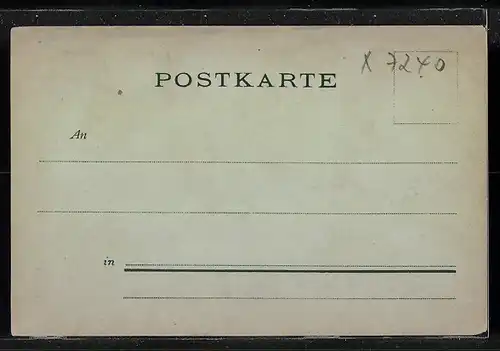 X 7240
POSTKARTE
An
in